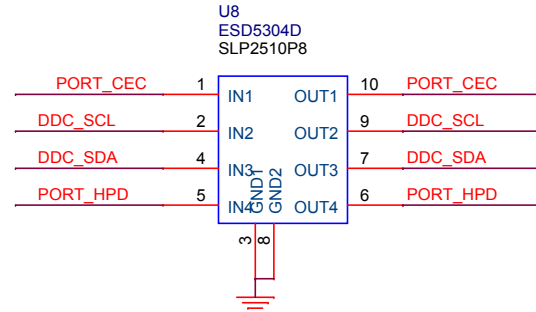 U8
ESD5304D
SLP2510P8
PORT_CEC 1 IN1 OUT1 10 PORT_CEC
DDC_SCL 2 IN2 OUT2 9 DDC_SCL
DDC_SDA 4 IN3 OUT3 7 DDC_SDA
PORT_HPD 5 IN4 OUT4 6 PORT_HPD
GND1 GND2
3 8